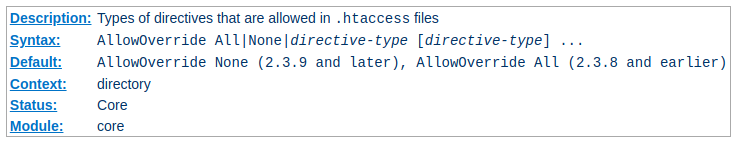 Description: Types of directives that are allowed in .htaccess files
Syntax: AllowOverride All|None|directive-type [directive-type] ...
Default: AllowOverride None (2.3.9 and later), AllowOverride All (2.3.8 and earlier)
Context: directory
Status: Core
Module: core